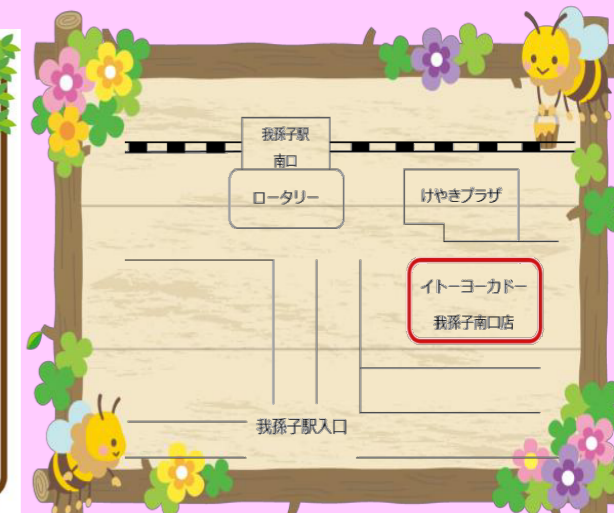 我孫子駅
南口
ロータリー
けやきプラザ
イトーヨーカドー
我孫子南口店
我孫子駅入口